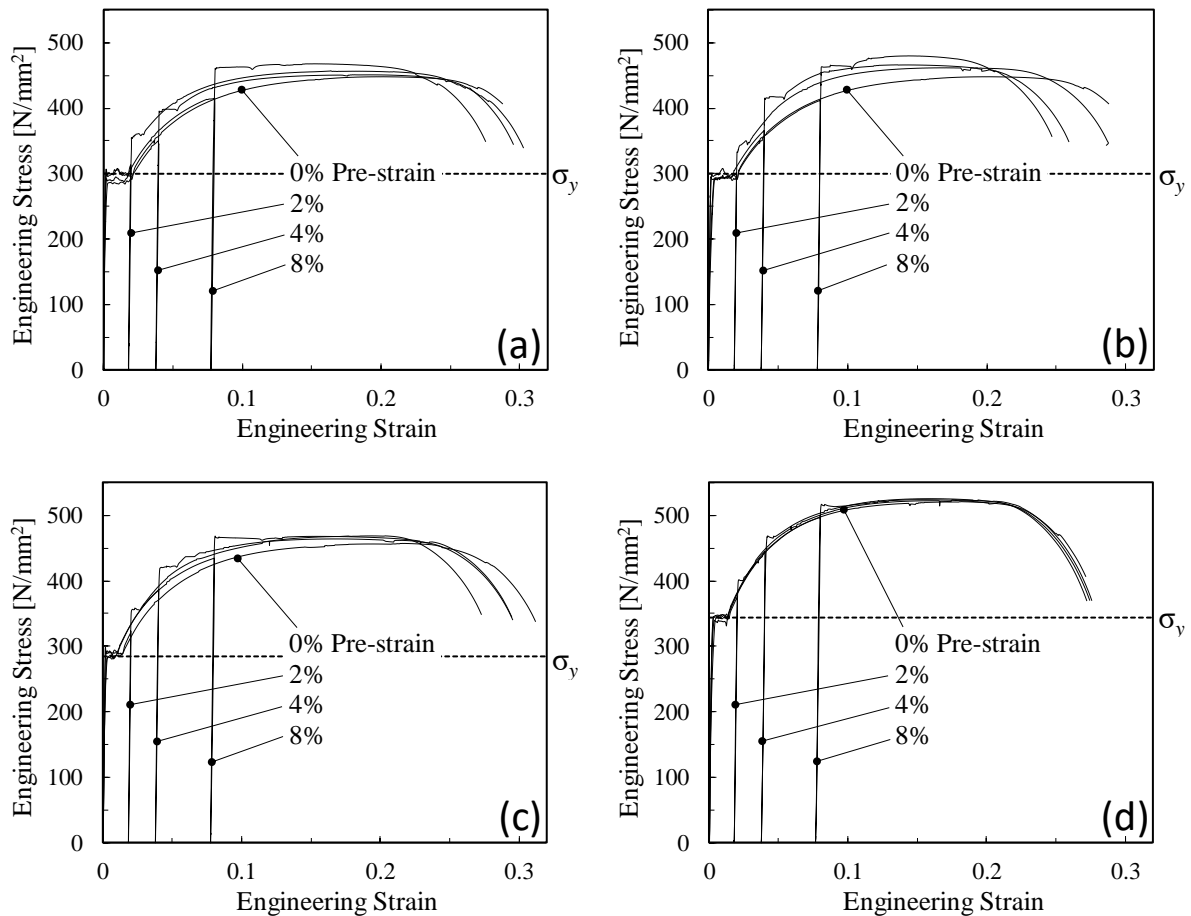 500
400
300
200
100
0
Engineering Stress [N/mm²]
0% Pre-strain
2%
4%
8%
σy
(a)
0
0.1
0.2
0.3
Engineering Strain
500
400
300
200
100
0
Engineering Stress [N/mm²]
0% Pre-strain
2%
4%
8%
σy
(b)
0
0.1
0.2
0.3
Engineering Strain
500
400
300
200
100
0
Engineering Stress [N/mm²]
0% Pre-strain
2%
4%
8%
σy
(c)
0
0.1
0.2
0.3
Engineering Strain
500
400
300
200
100
0
Engineering Stress [N/mm²]
0% Pre-strain
2%
4%
8%
σy
(d)
0
0.1
0.2
0.3
Engineering Strain